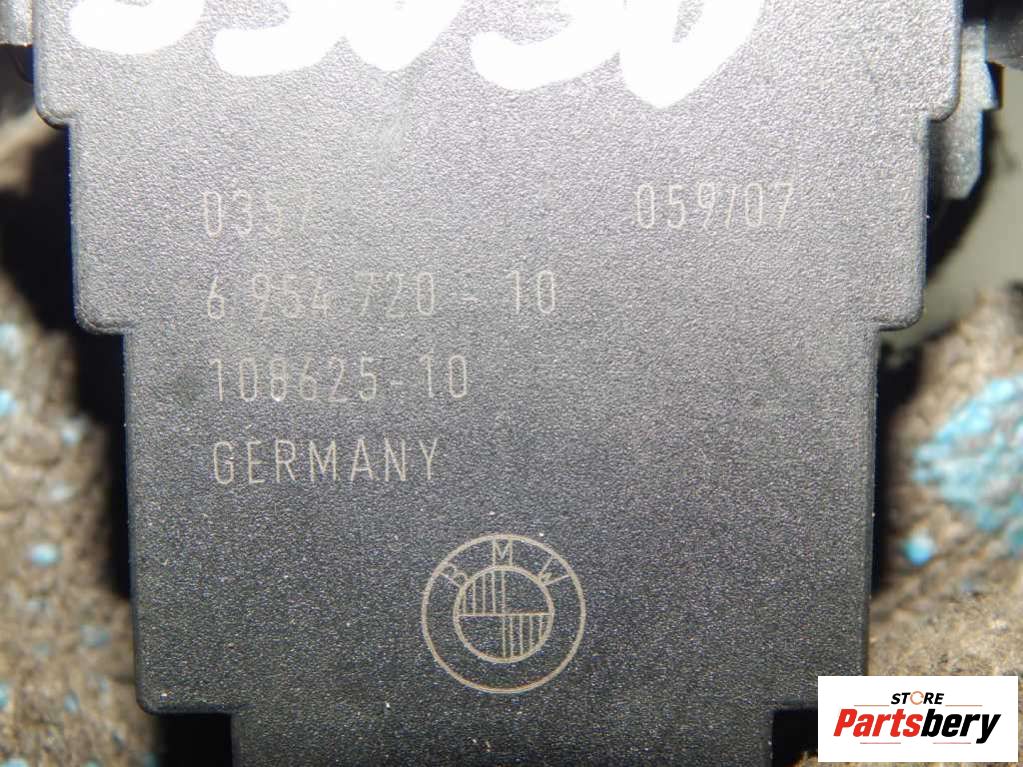 0357 059/07
6 954 720 - 10
108625-10
GERMANY
BMW
STORE
Partsbery